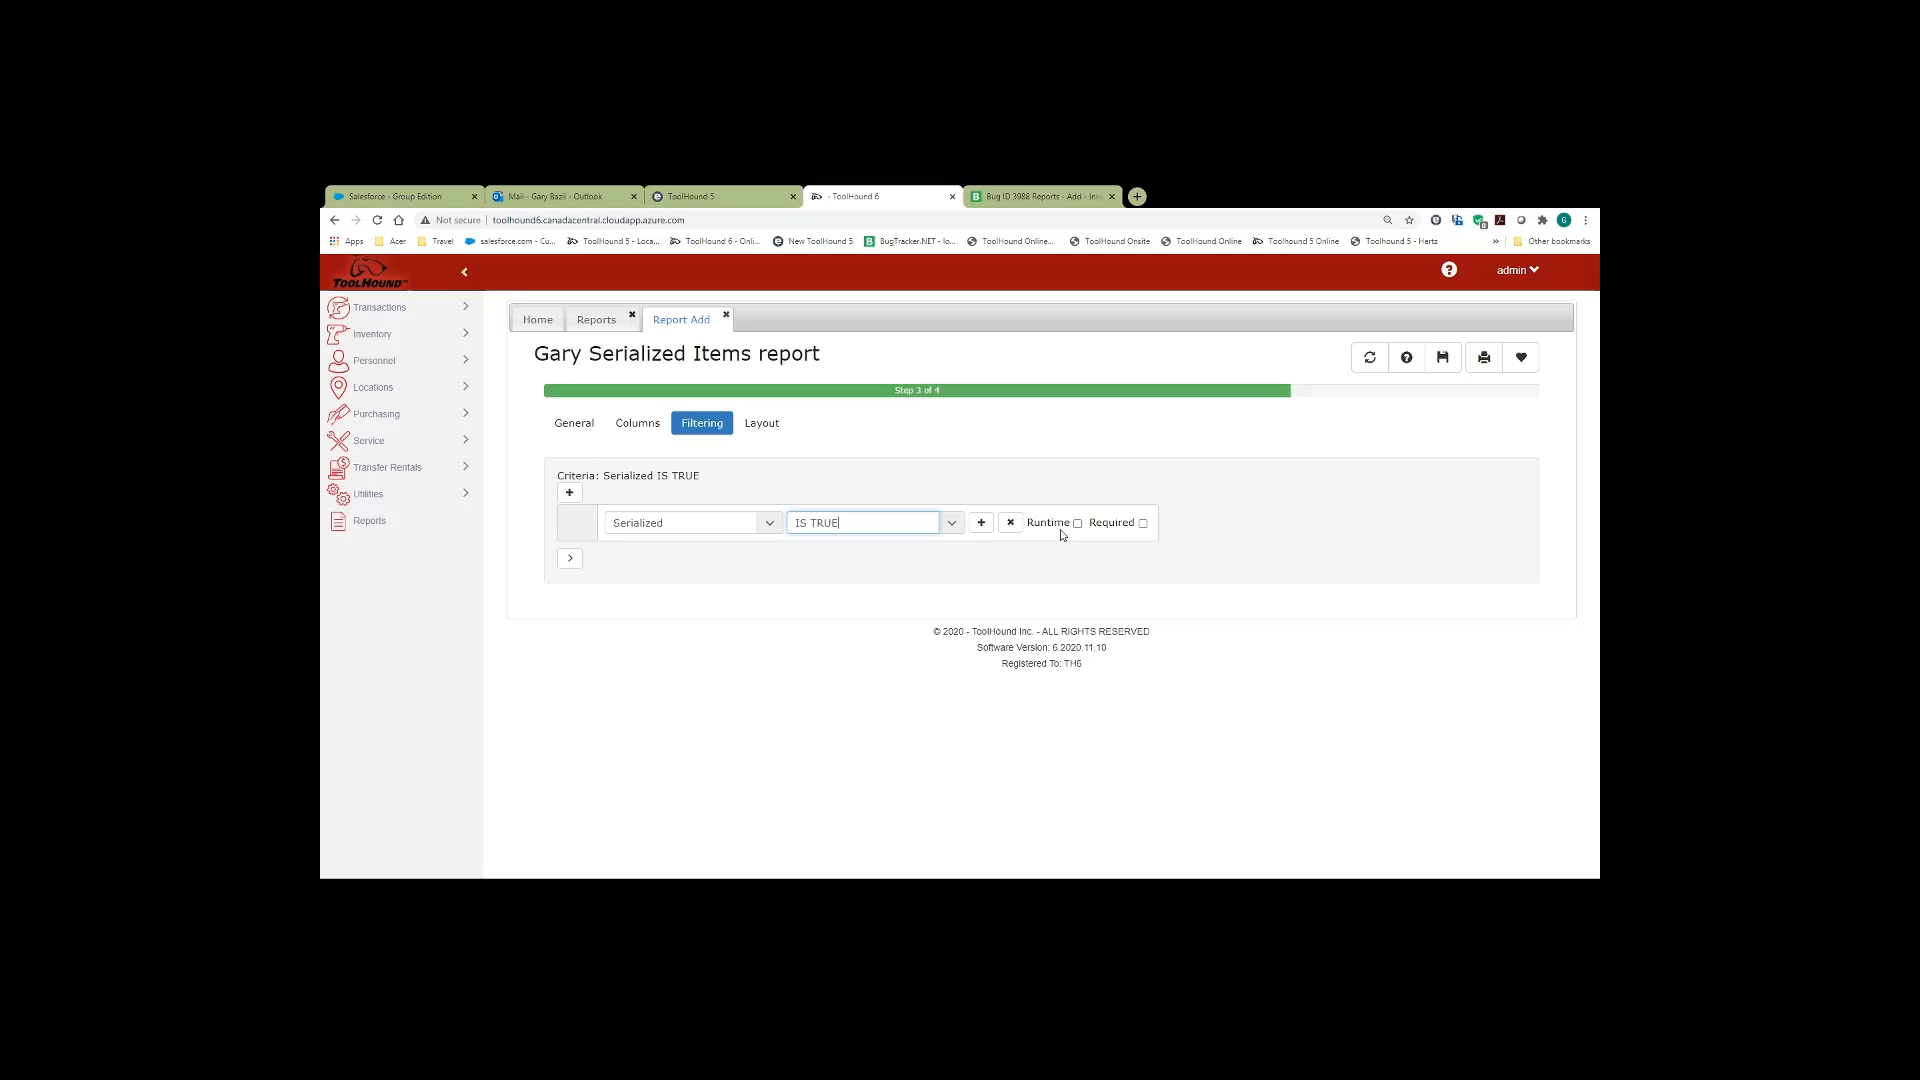 Salesforce - Group Edition
Mail - Gary Bazil - Outlook
ToolHound 5
- ToolHound 6
Bug ID 3988 Reports - Add - Inv
Not secure | toolhound6.canadacentral.cloudapp.azure.com
Apps Acer Travel salesforce.com - Cu... ToolHound 5 - Loca... ToolHound 6 - Onli... New ToolHound 5 BugTracker.NET - lo... ToolHound Online... ToolHound Onsite ToolHound Online Toolhound 5 Online Toolhound 5 - Hertz » Other bookmarks
TOOLHOUND
admin
Transactions
Inventory
Personnel
Locations
Purchasing
Service
Transfer Rentals
Utilities
Reports
Home Reports Report Add
Gary Serialized Items report
Step 3 of 4
General Columns Filtering Layout
Criteria: Serialized IS TRUE
Serialized IS TRUE Runtime Required
© 2020 - ToolHound Inc. - ALL RIGHTS RESERVED
Software Version: 6.2020.11.10
Registered To: TH6